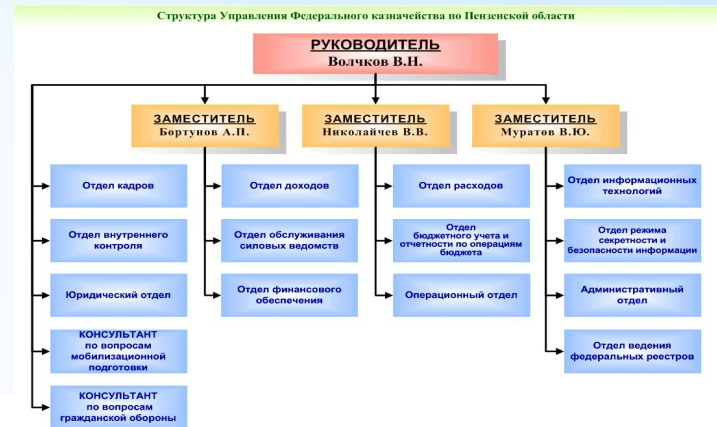 Структура Управления Федерального казначейства по Пензенской области
РУКОВОДИТЕЛЬ
Волчков В.Н.
ЗАМЕСТИТЕЛЬ
Бортунов А.П.
ЗАМЕСТИТЕЛЬ
Николайчев В.В.
ЗАМЕСТИТЕЛЬ
Муратов В.Ю.
Отдел кадров
Отдел внутреннего
контроля
Юридический отдел
КОНСУЛЬТАНТ
по вопросам
мобилизационной
подготовки
КОНСУЛЬТАНТ
по вопросам
гражданской обороны
Отдел доходов
Отдел обслуживания
силовых ведомств
Отдел финансового
обеспечения
Отдел расходов
Отдел
бюджетного учета и
отчетности по операциям
бюджета
Операционный отдел
Отдел информационных
технологий
Отдел режима
секретности и
безопасности информации
Административный
отдел
Отдел ведения
федеральных реестров